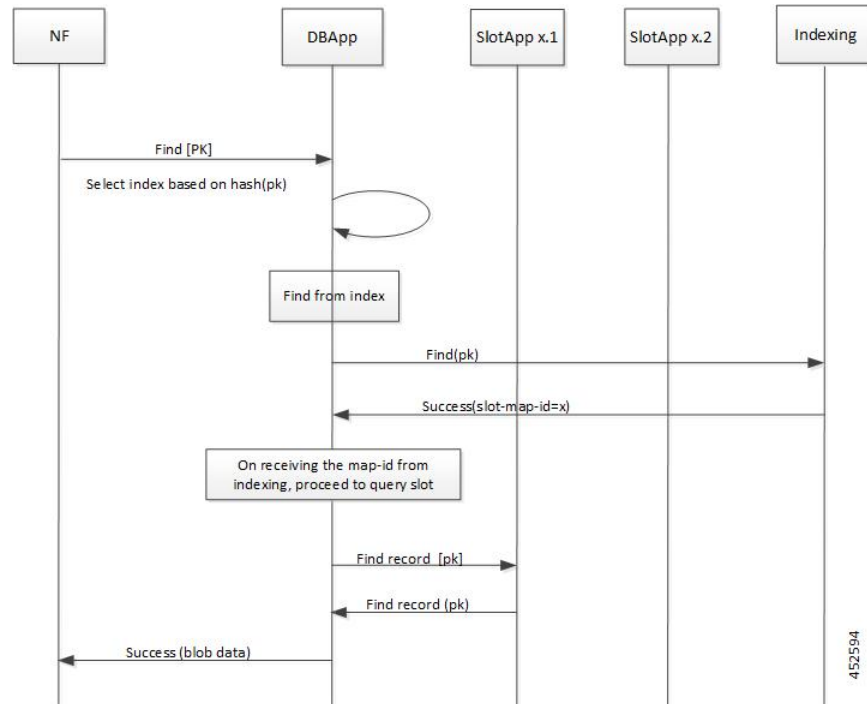 NF
DBApp
SlotApp x.1
SlotApp x.2
Indexing
Find [PK]
Select index based on hash(pk)
Find from index
Find(pk)
Success(slot-map-id=x)
On receiving the map-id from
indexing, proceed to query slot
Find record [pk]
Find record (pk)
Success (blob data)
452594